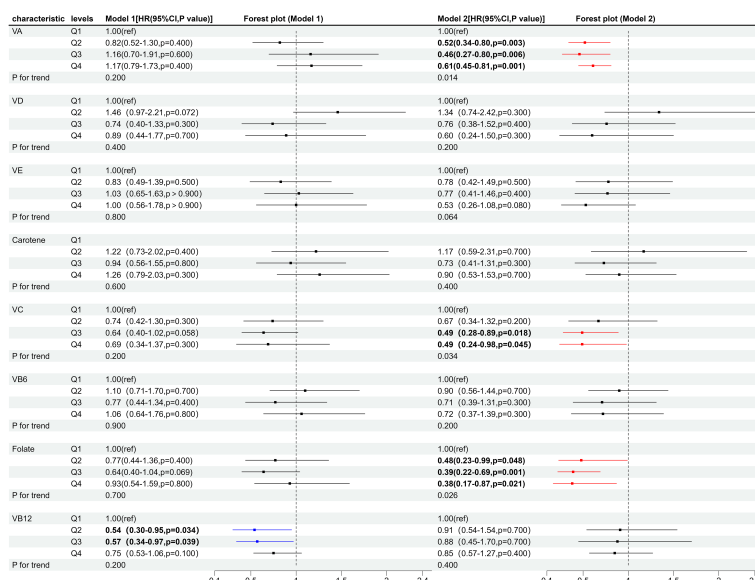 characteristic levels Model 1[HR(95%CI,P value)] Forest plot (Model 1) Model 2[HR(95%CI,P value)] Forest plot (Model 2)
VA Q1 1.00(ref) 1.00(ref)
Q2 0.82(0.52-1.30,p=0.400) 0.52(0.34-0.80,p=0.003)
Q3 1.16(0.70-1.91,p=0.600) 0.46(0.27-0.80,p=0.006)
Q4 1.17(0.79-1.73,p=0.400) 0.61(0.45-0.81,p=0.001)
P for trend 0.200 0.014
VD Q1 1.00(ref) 1.00(ref)
Q2 1.46 (0.97-2.21,p=0.072) 1.34 (0.74-2.42,p=0.300)
Q3 0.74 (0.40-1.33,p=0.300) 0.76 (0.38-1.52,p=0.400)
Q4 0.89 (0.44-1.77,p=0.700) 0.60 (0.24-1.50,p=0.300)
P for trend 0.400 0.200
VE Q1 1.00(ref) 1.00(ref)
Q2 0.83 (0.49-1.39,p=0.500) 0.78 (0.42-1.49,p=0.500)
Q3 1.03 (0.65-1.63,p > 0.900) 0.77 (0.41-1.46,p=0.400)
Q4 1.00 (0.56-1.78,p > 0.900) 0.53 (0.26-1.08,p=0.080)
P for trend 0.800 0.064
Carotene Q1
Q2 1.22 (0.73-2.02,p=0.400) 1.17 (0.59-2.31,p=0.700)
Q3 0.94 (0.56-1.55,p=0.800) 0.73 (0.41-1.31,p=0.300)
Q4 1.26 (0.79-2.03,p=0.300) 0.90 (0.53-1.53,p=0.700)
P for trend 0.600 0.400
VC Q1 1.00(ref) 1.00(ref)
Q2 0.74 (0.42-1.30,p=0.300) 0.67 (0.34-1.32,p=0.200)
Q3 0.64 (0.40-1.02,p=0.058) 0.49 (0.28-0.89,p=0.018)
Q4 0.69 (0.34-1.37,p=0.300) 0.49 (0.24-0.98,p=0.045)
P for trend 0.200 0.034
VB6 Q1 1.00(ref) 1.00(ref)
Q2 1.10 (0.71-1.70,p=0.700) 0.90 (0.56-1.44,p=0.700)
Q3 0.77 (0.44-1.34,p=0.400) 0.71 (0.39-1.31,p=0.300)
Q4 1.06 (0.64-1.76,p=0.800) 0.72 (0.37-1.39,p=0.300)
P for trend 0.900 0.200
Folate Q1 1.00(ref) 1.00(ref)
Q2 0.77(0.44-1.36,p=0.400) 0.48(0.23-0.99,p=0.048)
Q3 0.64(0.40-1.04,p=0.069) 0.39(0.22-0.69,p=0.001)
Q4 0.93(0.54-1.59,p=0.800) 0.38(0.17-0.87,p=0.021)
P for trend 0.700 0.026
VB12 Q1 1.00(ref) 1.00(ref)
Q2 0.54 (0.30-0.95,p=0.034) 0.91 (0.54-1.54,p=0.700)
Q3 0.57 (0.34-0.97,p=0.039) 0.88 (0.45-1.70,p=0.700)
Q4 0.75 (0.53-1.06,p=0.100) 0.85 (0.57-1.27,p=0.400)
P for trend 0.200 0.400